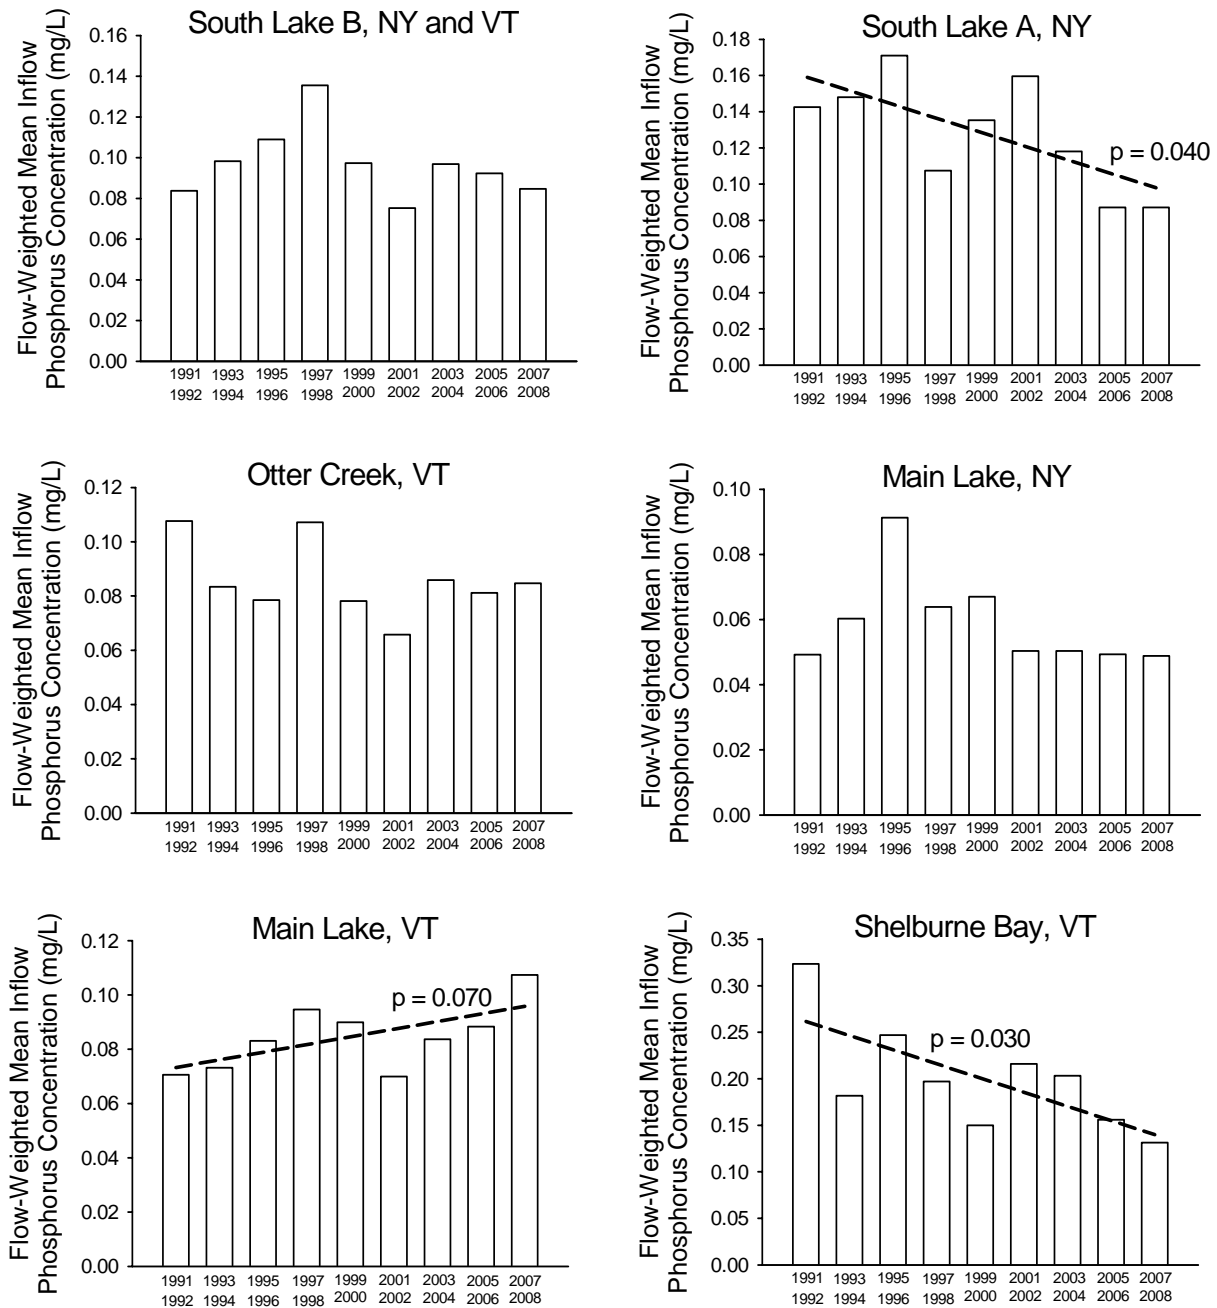 South Lake B, NY and VT
Flow-Weighted Mean Inflow
Phosphorus Concentration (mg/L)
0.16
0.14
0.12
0.10
0.08
0.06
0.04
0.02
0.00
1991 1993 1995 1997 1999 2001 2003 2005 2007
1992 1994 1996 1998 2000 2002 2004 2006 2008
South Lake A, NY
Flow-Weighted Mean Inflow
Phosphorus Concentration (mg/L)
0.18
0.16
0.14
0.12
0.10
0.08
0.06
0.04
0.02
0.00
p = 0.040
1991 1993 1995 1997 1999 2001 2003 2005 2007
1992 1994 1996 1998 2000 2002 2004 2006 2008
Otter Creek, VT
Flow-Weighted Mean Inflow
Phosphorus Concentration (mg/L)
0.12
0.10
0.08
0.06
0.04
0.02
0.00
1991 1993 1995 1997 1999 2001 2003 2005 2007
1992 1994 1996 1998 2000 2002 2004 2006 2008
Main Lake, NY
Flow-Weighted Mean Inflow
Phosphorus Concentration (mg/L)
0.10
0.08
0.06
0.04
0.02
0.00
1991 1993 1995 1997 1999 2001 2003 2005 2007
1992 1994 1996 1998 2000 2002 2004 2006 2008
Main Lake, VT
Flow-Weighted Mean Inflow
Phosphorus Concentration (mg/L)
0.12
0.10
0.08
0.06
0.04
0.02
0.00
p = 0.070
1991 1993 1995 1997 1999 2001 2003 2005 2007
1992 1994 1996 1998 2000 2002 2004 2006 2008
Shelburne Bay, VT
Flow-Weighted Mean Inflow
Phosphorus Concentration (mg/L)
0.35
0.30
0.25
0.20
0.15
0.10
0.05
0.00
p = 0.030
1991 1993 1995 1997 1999 2001 2003 2005 2007
1992 1994 1996 1998 2000 2002 2004 2006 2008